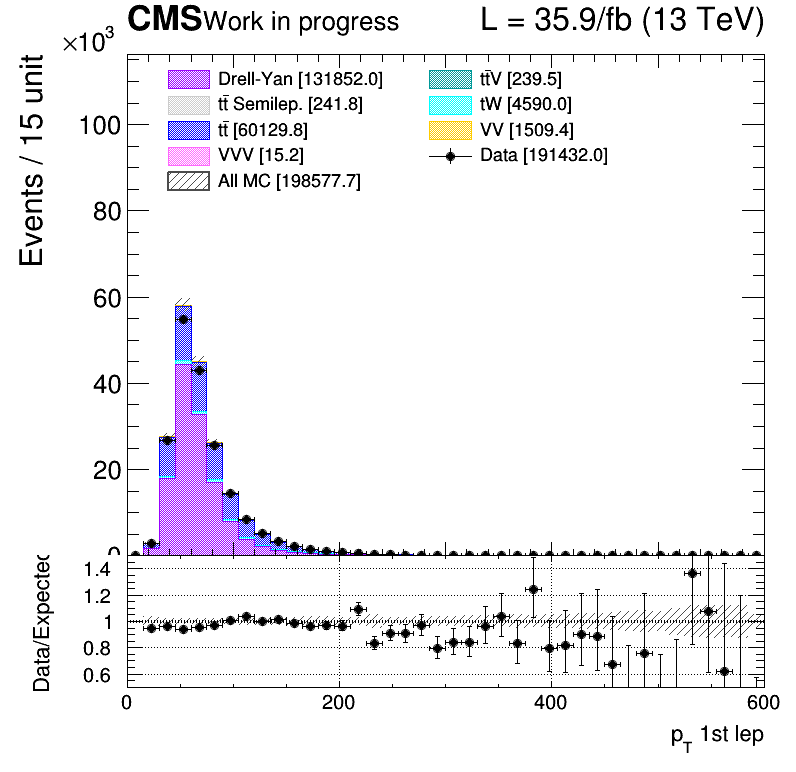 CMS Work in progress L = 35.9/fb (13 TeV)
×10³
Events / 15 unit
100
80
60
40
20
0
Drell-Yan [131852.0]
tt̄ Semilep. [241.8]
tt̄ [60129.8]
VVV [15.2]
All MC [198577.7]
tt̄V [239.5]
tW [4590.0]
VV [1509.4]
Data [191432.0]
Data/Expected
1.4
1.2
1
0.8
0.6
0 200 400 600
p_T 1st lep